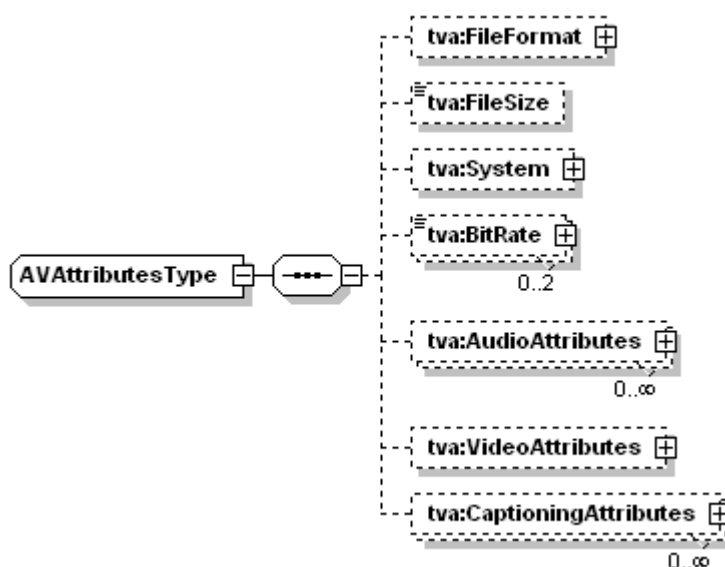 tva:FileFormat
tva:FileSize
tva:System
tva:BitRate
0..2
AVAttributesType
tva:AudioAttributes
0..∞
tva:VideoAttributes
tva:CaptioningAttributes
0..∞